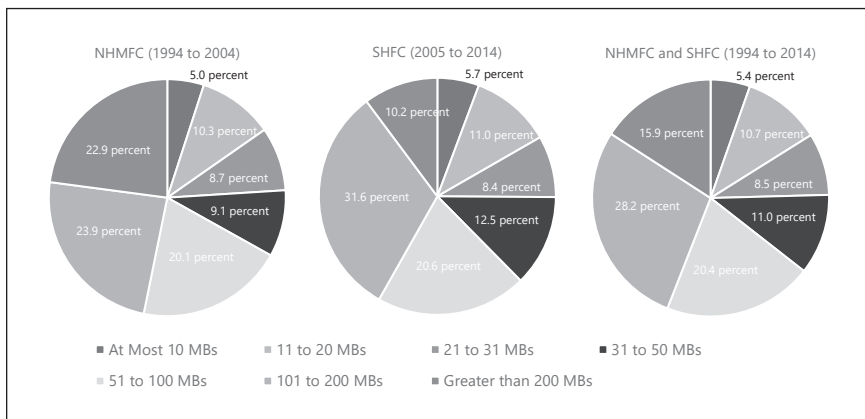 NHMFC (1994 to 2004)
5.0 percent
10.3 percent
8.7 percent
9.1 percent
20.1 percent
23.9 percent
22.9 percent
SHFC (2005 to 2014)
5.7 percent
11.0 percent
8.4 percent
12.5 percent
20.6 percent
31.6 percent
10.2 percent
NHMFC and SHFC (1994 to 2014)
5.4 percent
10.7 percent
8.5 percent
11.0 percent
20.4 percent
28.2 percent
15.9 percent
At Most 10 MBs
11 to 20 MBs
21 to 31 MBs
31 to 50 MBs
51 to 100 MBs
101 to 200 MBs
Greater than 200 MBs